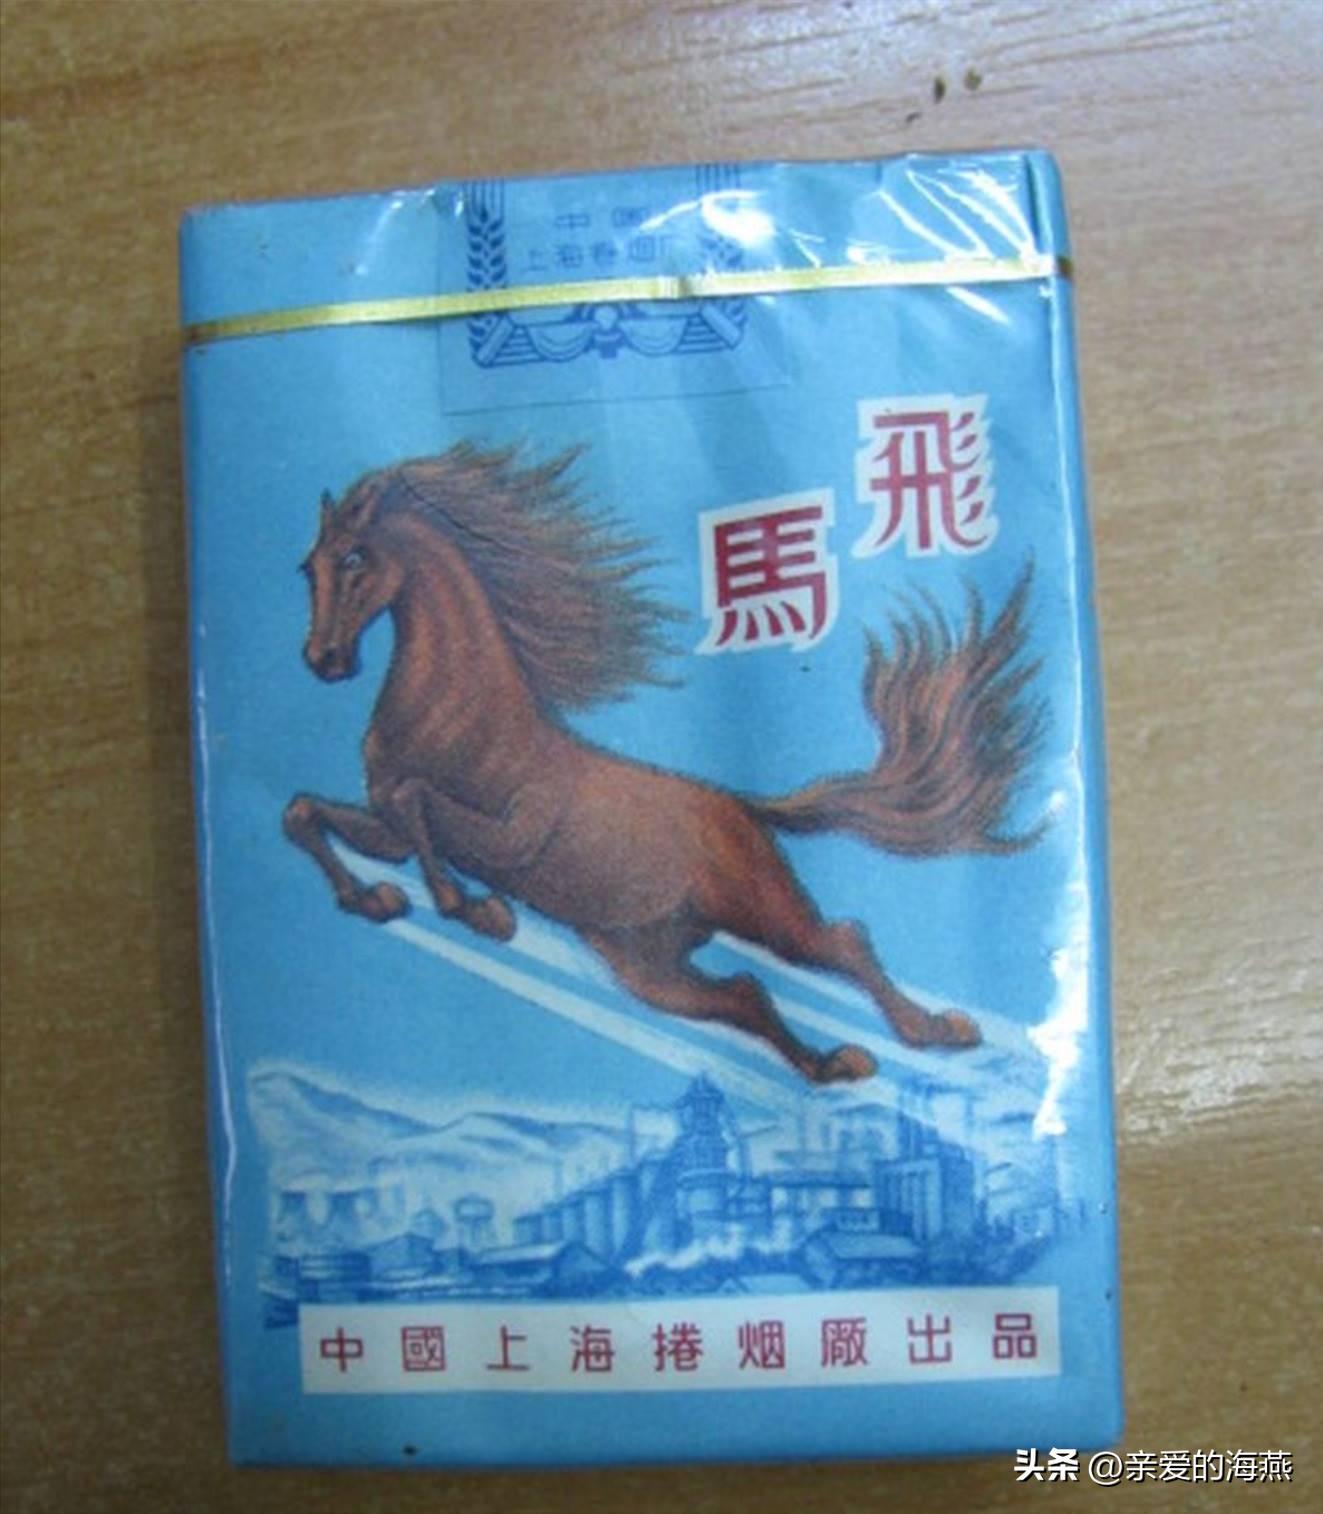 中國
上海卷烟厂
飛馬
中國上海捲烟廠出品
头条 @亲爱的海燕